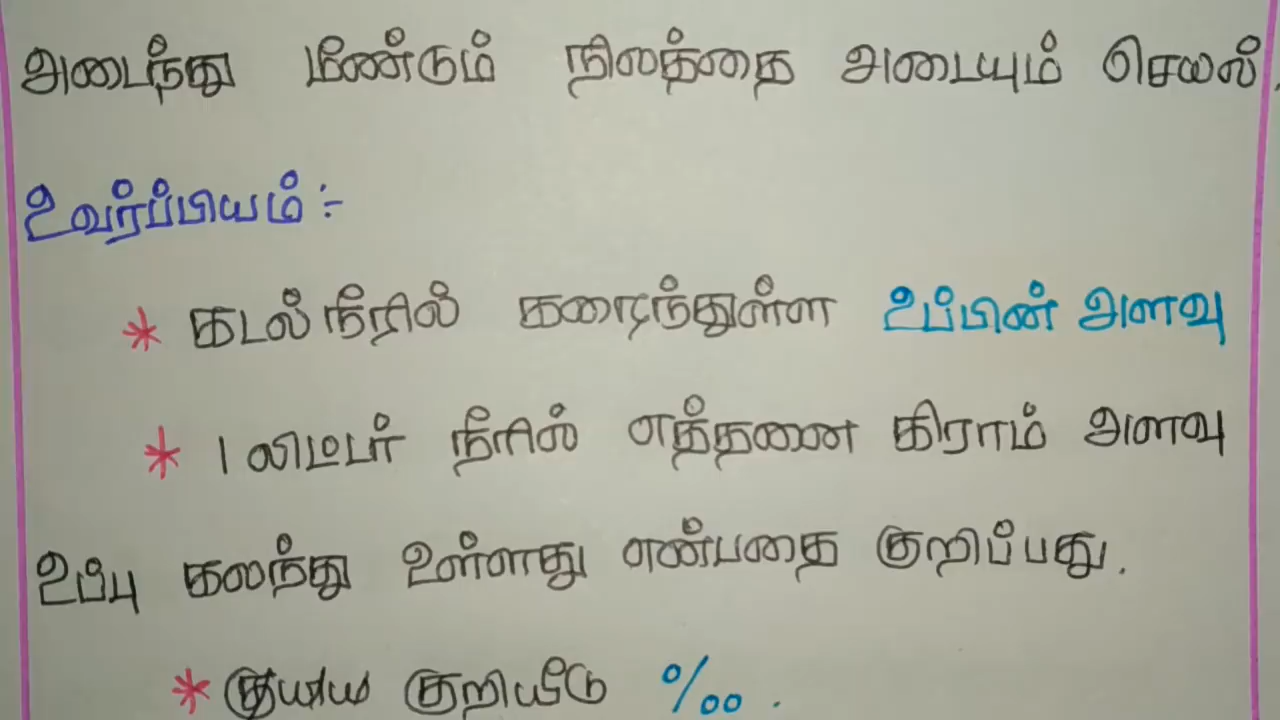 அடைந்து மீண்டும் நிலத்தை அடையும் செயல்.
உவர்ப்பியம் :-
* கடல் நீரில் கரைந்துள்ள உப்பின் அளவு
* 1 லிட்டர் நீரில் எத்தனை கிராம் அளவு
உப்பு கலந்து உள்ளது என்பதை குறிப்பது.
* குறியீடு ‰ .